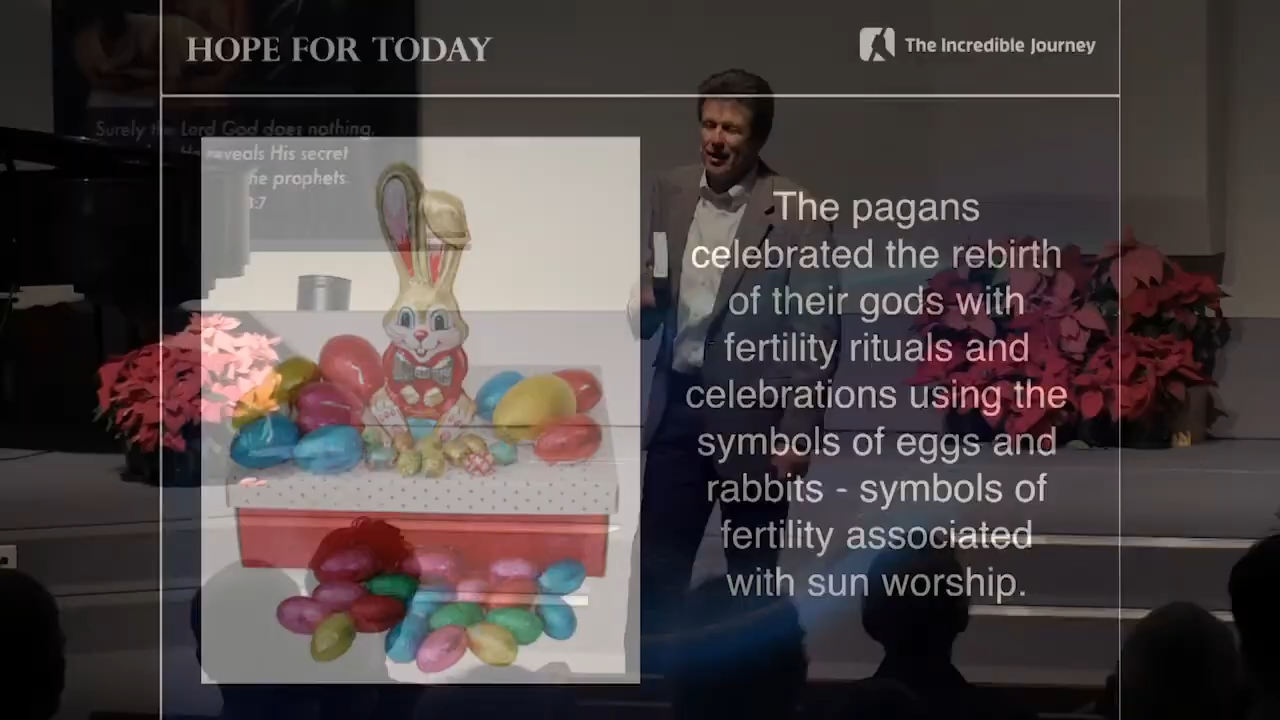 HOPE FOR TODAY
The Incredible Journey
Surely the Lord God does nothing,
reveals His secret
the prophets.
3:7
The pagans
celebrated the rebirth
of their gods with
fertility rituals and
celebrations using the
symbols of eggs and
rabbits - symbols of
fertility associated
with sun worship.